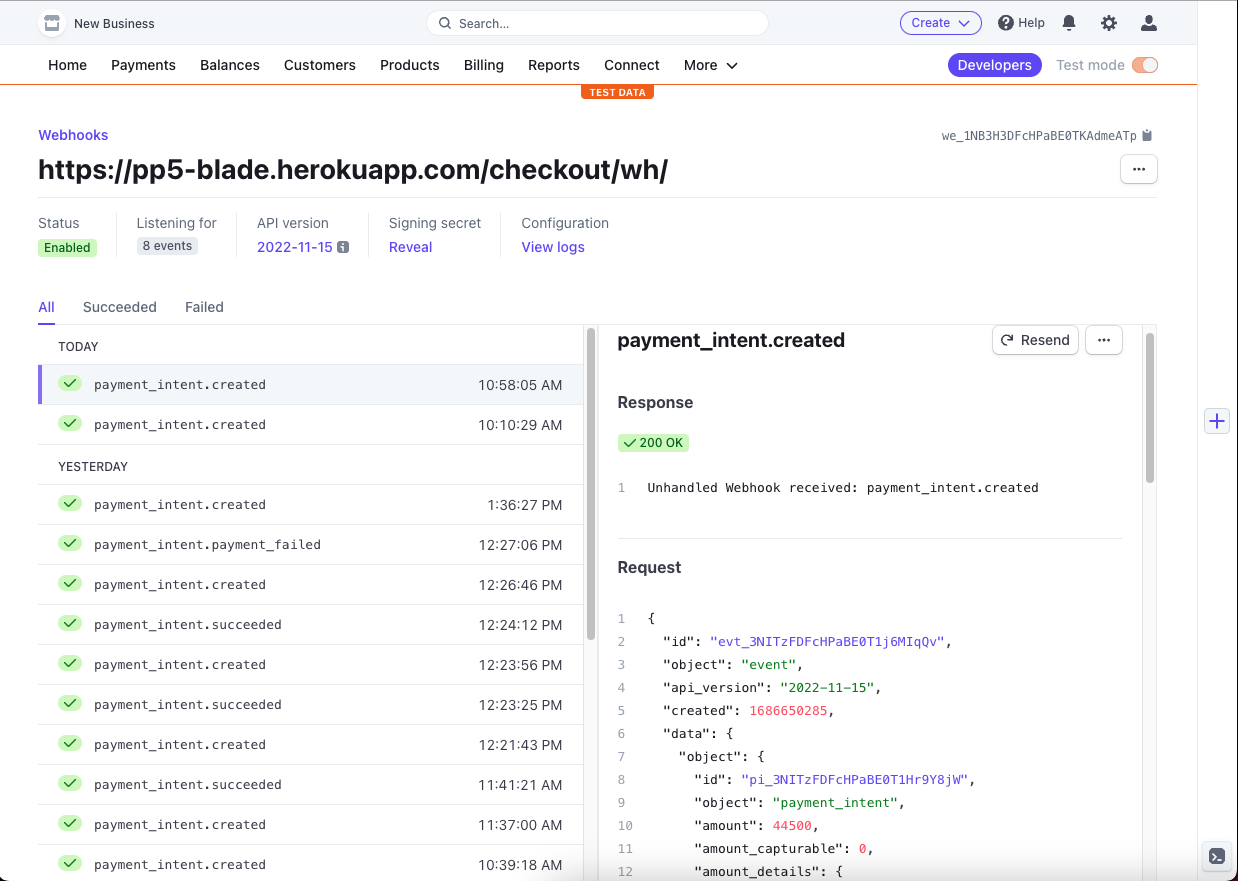 New Business
Search...
Create
Help
Home Payments Balances Customers Products Billing Reports Connect More
Developers Test mode
TEST DATA
Webhooks
we_1NB3H3DFcHPaBE0TKAdmeATp
https://pp5-blade.herokuapp.com/checkout/wh/
Status Listening for API version Signing secret Configuration
Enabled 8 events 2022-11-15 Reveal View logs
All Succeeded Failed
TODAY
payment_intent.created 10:58:05 AM
payment_intent.created 10:10:29 AM
YESTERDAY
payment_intent.created 1:36:27 PM
payment_intent.payment_failed 12:27:06 PM
payment_intent.created 12:26:46 PM
payment_intent.succeeded 12:24:12 PM
payment_intent.created 12:23:56 PM
payment_intent.succeeded 12:23:25 PM
payment_intent.created 12:21:43 PM
payment_intent.succeeded 11:41:21 AM
payment_intent.created 11:37:00 AM
payment_intent.created 10:39:18 AM
payment_intent.created
Resend
Response
200 OK
1 Unhandled Webhook received: payment_intent.created
Request
1 {
2 "id": "evt_3NITzFDFcHPaBE0T1j6MIqQv",
3 "object": "event",
4 "api_version": "2022-11-15",
5 "created": 1686650285,
6 "data": {
7 "object": {
8 "id": "pi_3NITzFDFcHPaBE0T1Hr9Y8jW",
9 "object": "payment_intent",
10 "amount": 44500,
11 "amount_capturable": 0,
12 "amount_details": {